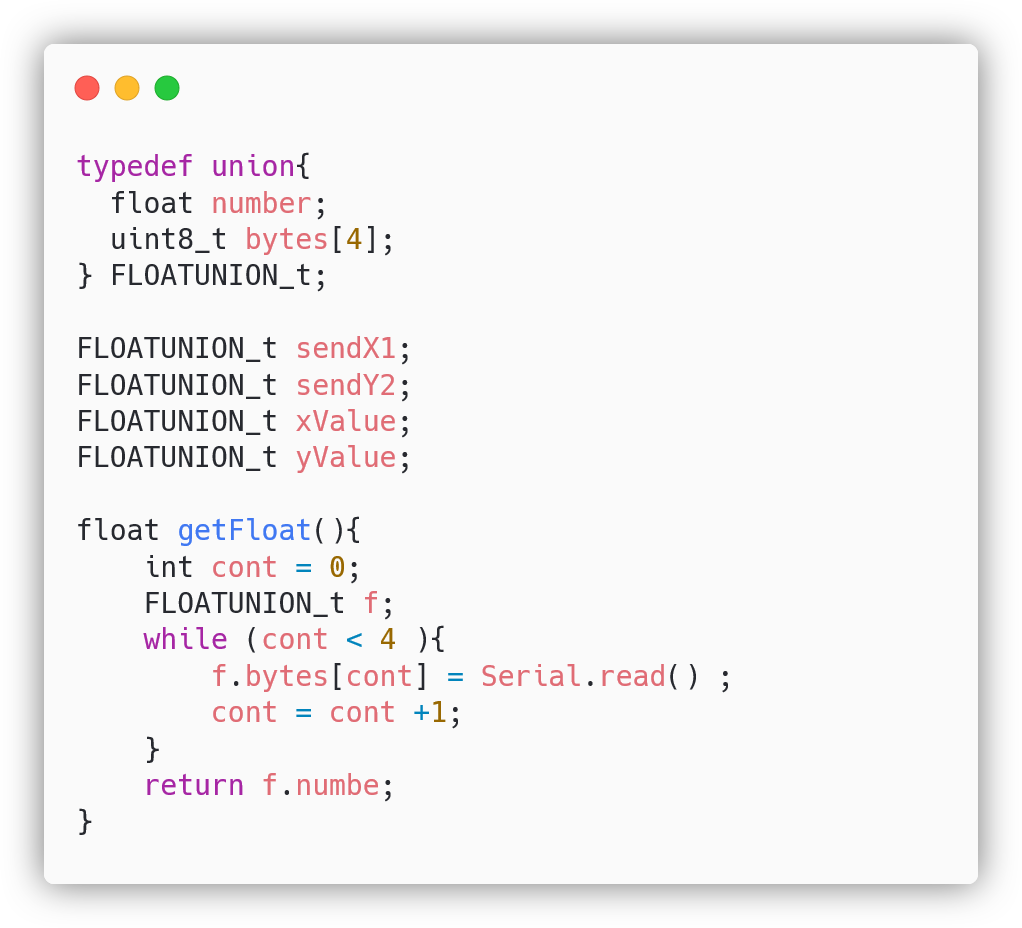 typedef union{
  float number;
  uint8_t bytes[4];
} FLOATUNION_t;

FLOATUNION_t sendX1;
FLOATUNION_t sendY2;
FLOATUNION_t xValue;
FLOATUNION_t yValue;

float getFloat(){
    int cont = 0;
    FLOATUNION_t f;
    while (cont < 4 ){
        f.bytes[cont] = Serial.read() ;
        cont = cont +1;
    }
    return f.numbe;
}